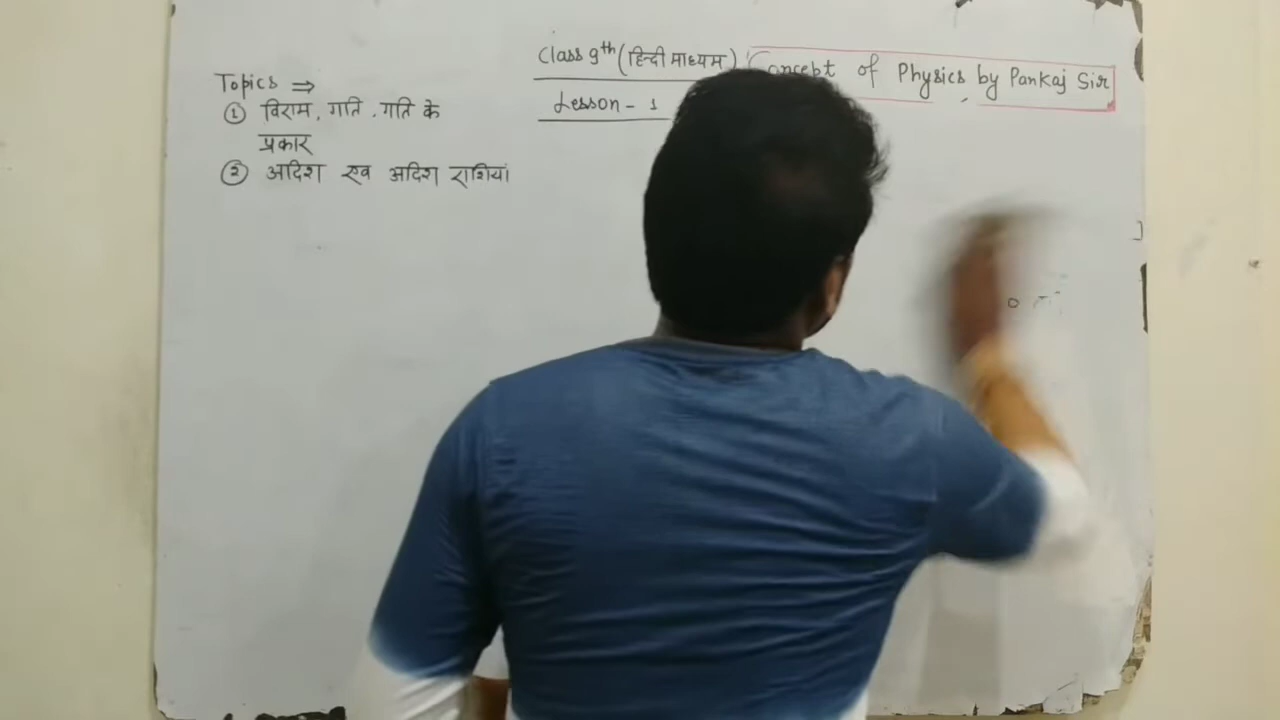 Class 9th (हिन्दी माध्यम) Concept of Physics by Pankaj Sir
Lesson - 1
Topics ⇒
① विराम, गति, गति के
प्रकार
② आदिश एव अदिश राशियां